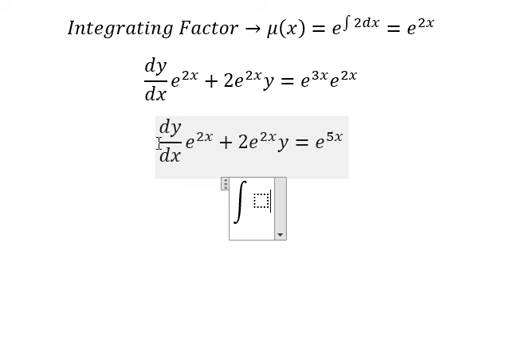 Integrating Factor → μ(x) = e^{∫ 2dx} = e^{2x}
dy/dx e^{2x} + 2e^{2x}y = e^{3x}e^{2x}
dy/dx e^{2x} + 2e^{2x}y = e^{5x}
∫